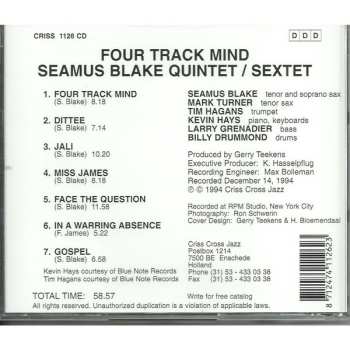 CRISS 1126 CD
D D D
FOUR TRACK MIND
SEAMUS BLAKE QUINTET / SEXTET
1. FOUR TRACK MIND
(S. Blake) 8.18
2. DITTEE
(S. Blake) 7.14
3. JALI
(S. Blake) 10.20
4. MISS JAMES
(S. Blake) 8.18
5. FACE THE QUESTION
(S. Blake) 11.58
6. IN A WARRING ABSENCE
(F. James) 5.22
7. GOSPEL
(S. Blake) 6.58
Kevin Hays courtesy of Blue Note Records
Tim Hagans courtesy of Blue Note Records
SEAMUS BLAKE tenor and soprano sax
MARK TURNER tenor sax
TIM HAGANS trumpet
KEVIN HAYS piano, keyboards
LARRY GRENADIER bass
BILLY DRUMMOND drums
Produced by Gerry Teekens
Executive Producer: K. Hasselpflug
Recording Engineer: Max Bolleman
Recorded December 14, 1994
℗ © 1994 Criss Cross Jazz
Recorded at RPM Studio, New York City
Photography: Ron Schwerin
Cover Design: Gerry Teekens & H. Bloemendaal
Criss Cross Jazz
Postbox 1214
7500 BE Enschede
Holland
Phone (31) 53 - 433 03 38
Fax (31) 53 - 433 03 38
TOTAL TIME: 58.57
Write for free catalog
All rights reserved. Unauthorized duplication is a violation of applicable laws.
8 712474 112623